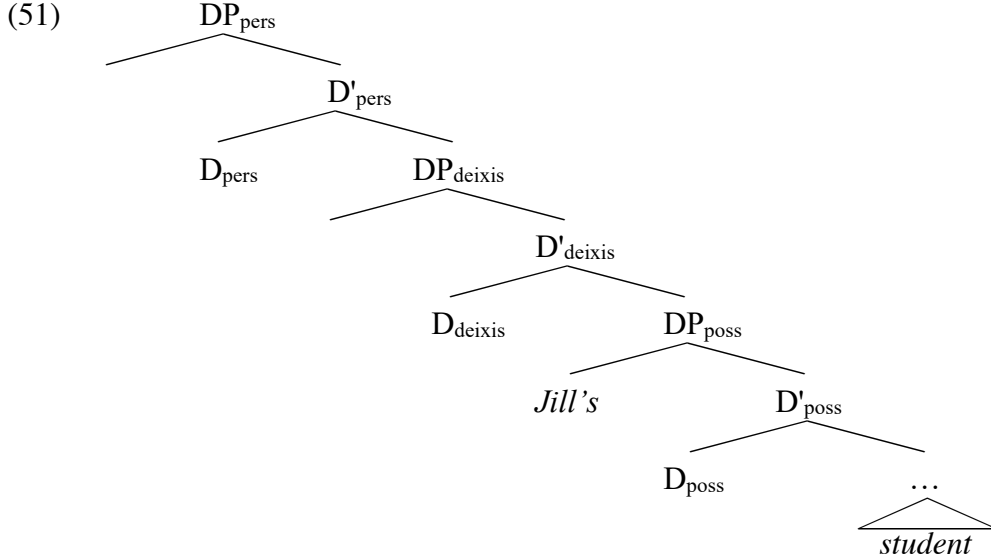 (51) DPpers
D'pers
Dpers DPdeixis
D'deixis
Ddeixis DPposs
Jill's D'poss
Dposs …
student